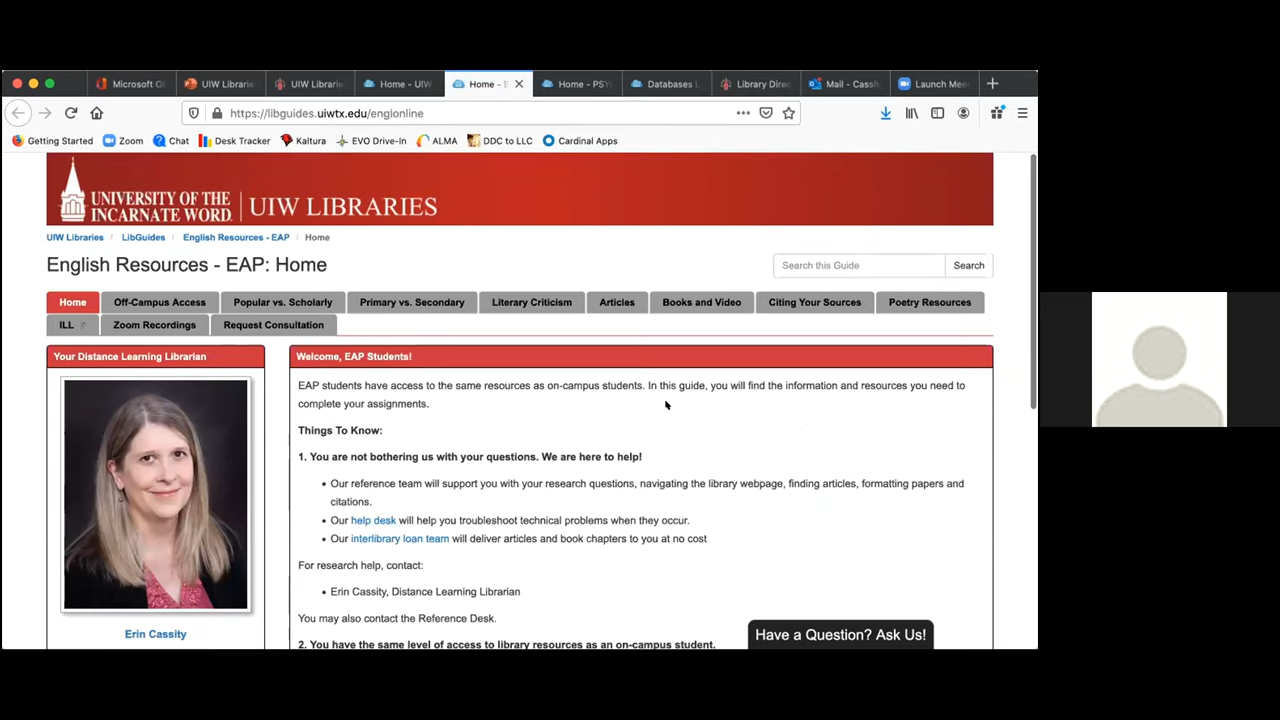 Microsoft Of
UIW Librarie
UIW Librarie
Home - UIW
Home - E
Home - PSY
Databases L
Library Direc
Mail - Cassit
Launch Mee
https://libguides.uiwtx.edu/englonline
Getting Started
Zoom
Chat
Desk Tracker
Kaltura
EVO Drive-In
ALMA
DDC to LLC
Cardinal Apps
UNIVERSITY OF THE
INCARNATE WORD
UIW LIBRARIES
UIW Libraries / LibGuides / English Resources - EAP / Home
English Resources - EAP: Home
Search this Guide
Search
Home
Off-Campus Access
Popular vs. Scholarly
Primary vs. Secondary
Literary Criticism
Articles
Books and Video
Citing Your Sources
Poetry Resources
ILL
Zoom Recordings
Request Consultation
Your Distance Learning Librarian
Erin Cassity
Welcome, EAP Students!
EAP students have access to the same resources as on-campus students. In this guide, you will find the information and resources you need to
complete your assignments.
Things To Know:
1. You are not bothering us with your questions. We are here to help!
• Our reference team will support you with your research questions, navigating the library webpage, finding articles, formatting papers and
citations.
• Our help desk will help you troubleshoot technical problems when they occur.
• Our interlibrary loan team will deliver articles and book chapters to you at no cost
For research help, contact:
• Erin Cassity, Distance Learning Librarian
You may also contact the Reference Desk.
2. You have the same level of access to library resources as an on-campus student.
Have a Question? Ask Us!